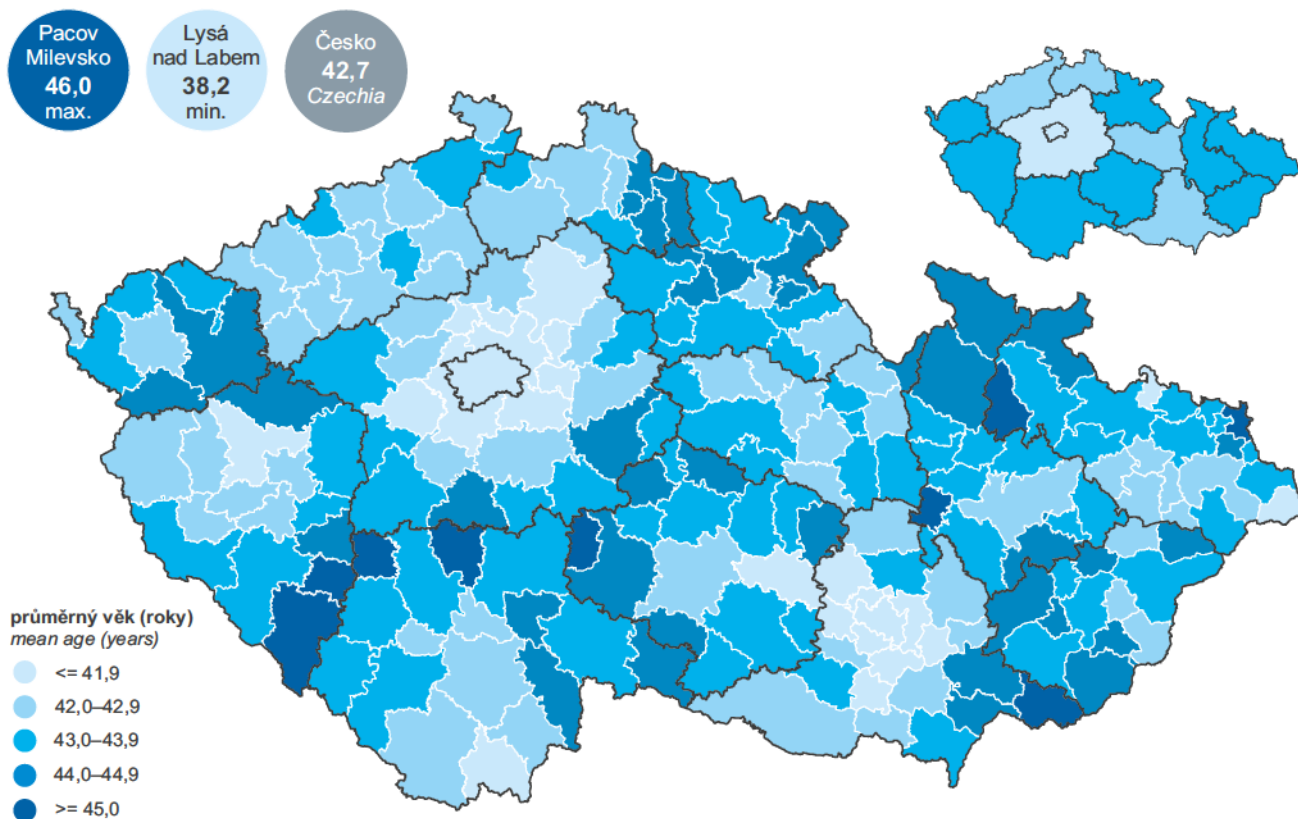 Pacov
Milevsko
46,0
max.
Lysá
nad Labem
38,2
min.
Česko
42,7
Czechia
průměrný věk (roky)
mean age (years)
<= 41,9
42,0–42,9
43,0–43,9
44,0–44,9
>= 45,0